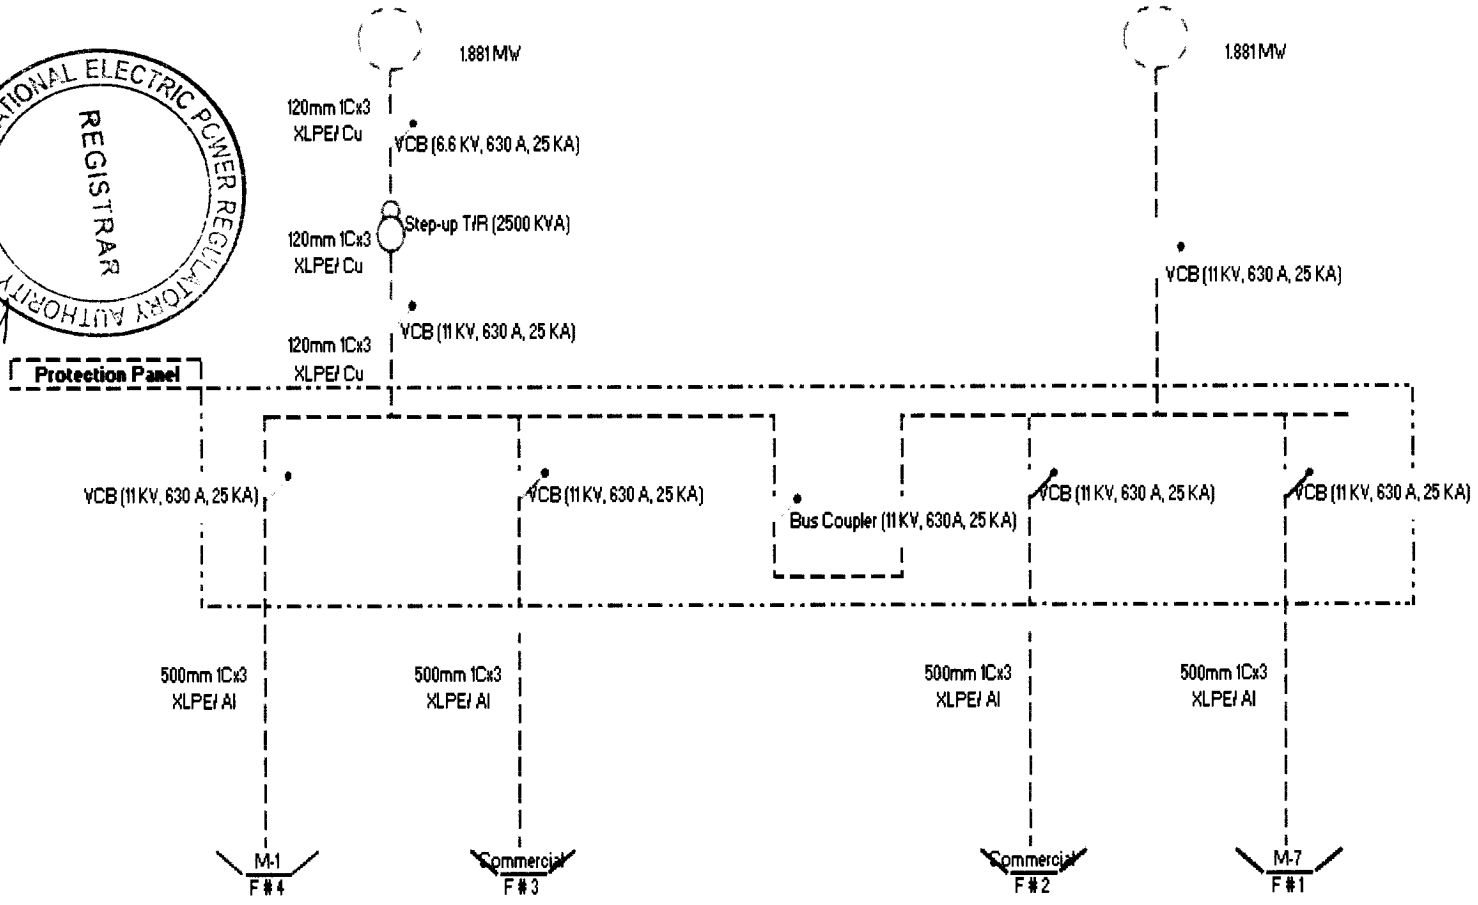 1.881 MW
1.881 MW
NATIONAL ELECTRIC POWER REGULATORY AUTHORITY
REGISTRAR
120mm 1Cx3
XLPE/ Cu
VCB (6.6 KV, 630 A, 25 KA)
Step-up T/R (2500 KVA)
120mm 1Cx3
XLPE/ Cu
VCB (11 KV, 630 A, 25 KA)
VCB (11 KV, 630 A, 25 KA)
120mm 1Cx3
XLPE/ Cu
Protection Panel
VCB (11 KV, 630 A, 25 KA)
VCB (11 KV, 630 A, 25 KA)
Bus Coupler (11 KV, 630A, 25 KA)
VCB (11 KV, 630 A, 25 KA)
VCB (11 KV, 630 A, 25 KA)
500mm 1Cx3
XLPE/ Al
500mm 1Cx3
XLPE/ Al
500mm 1Cx3
XLPE/ Al
500mm 1Cx3
XLPE/ Al
M-1
F # 4
Commercial
F # 3
Commercial
F # 2
M-7
F # 1